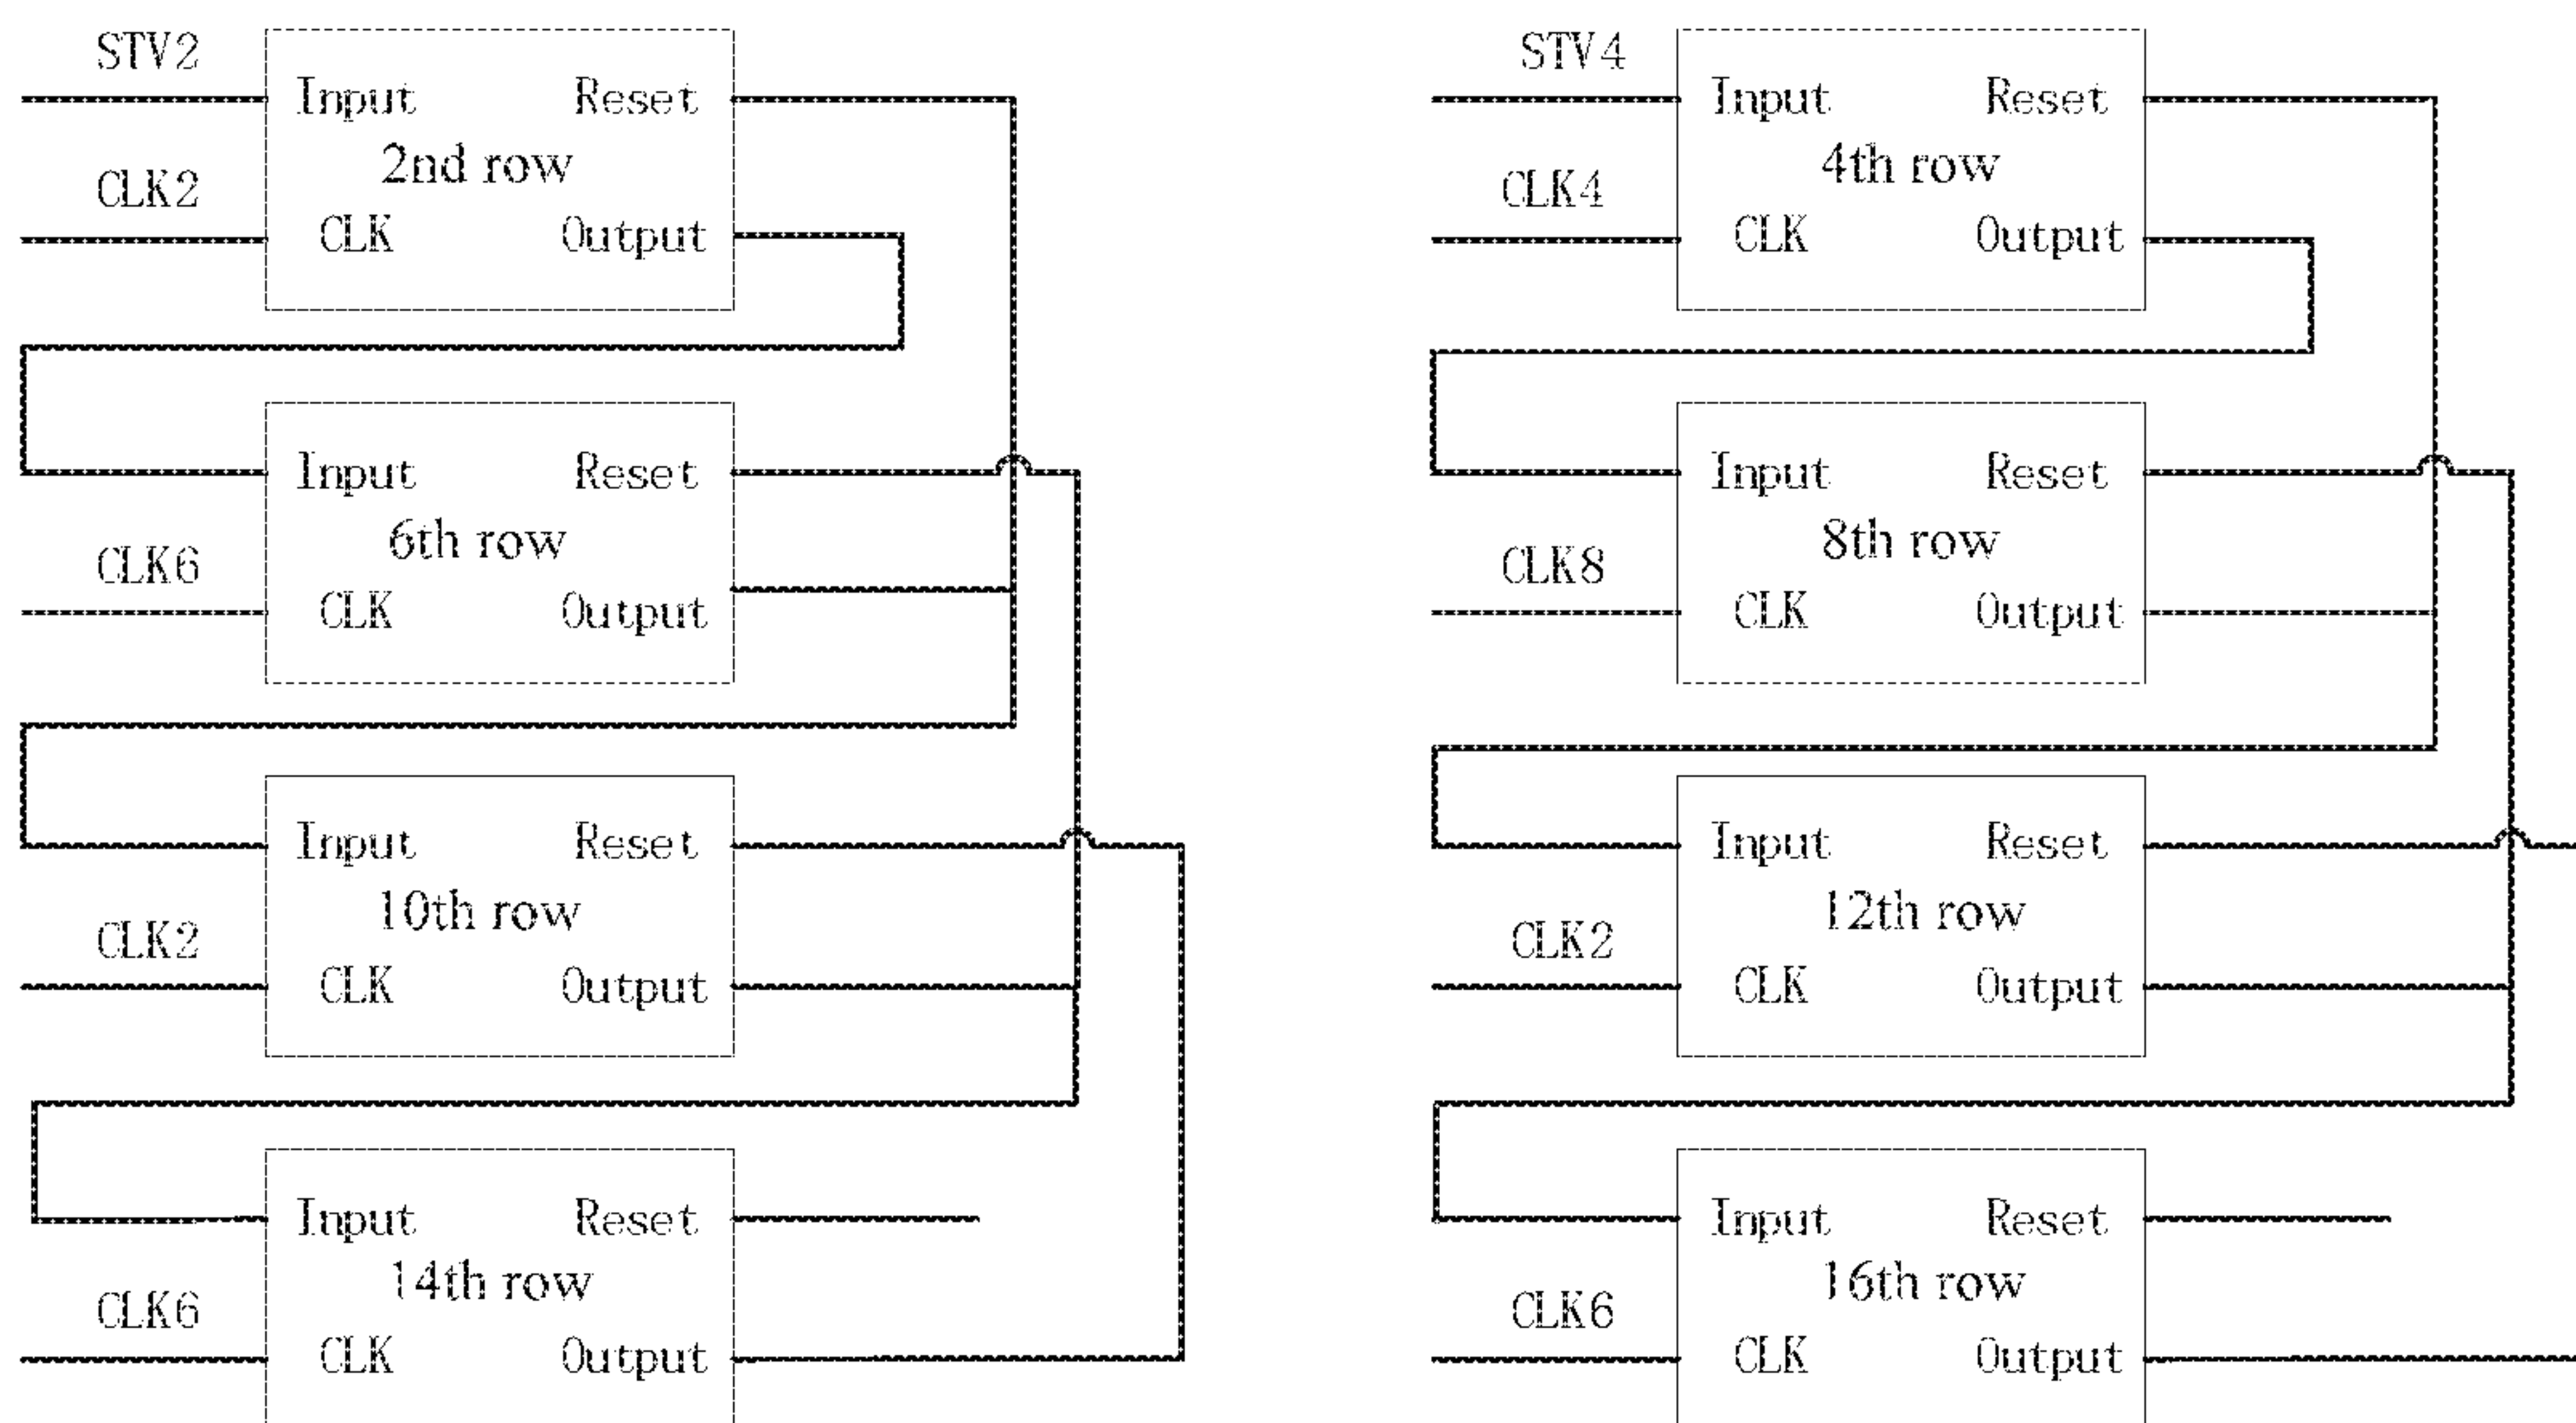 STV2
Input Reset
2nd row
CLK2
CLK Output
Input Reset
6th row
CLK6
CLK Output
Input Reset
10th row
CLK2
CLK Output
Input Reset
14th row
CLK6
CLK Output
STV4
Input Reset
4th row
CLK4
CLK Output
Input Reset
8th row
CLK8
CLK Output
Input Reset
12th row
CLK2
CLK Output
Input Reset
16th row
CLK6
CLK Output